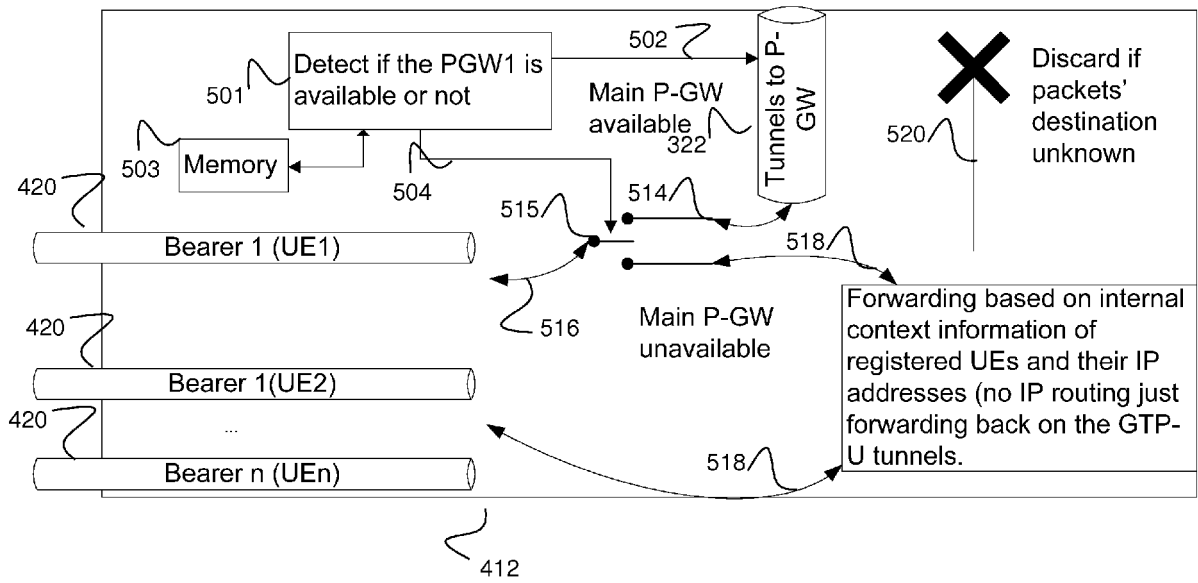 502
Detect if the PGW1 is
available or not
501
Main P-GW
available
Tunnels to P-
GW
322
Discard if
packets'
destination
unknown
520
503
Memory
504
420
515
514
Bearer 1 (UE1)
518
516
Main P-GW
unavailable
Forwarding based on internal
context information of
registered UEs and their IP
addresses (no IP routing just
forwarding back on the GTP-
U tunnels.
420
Bearer 1(UE2)
420
...
Bearer n (UEn)
518
412